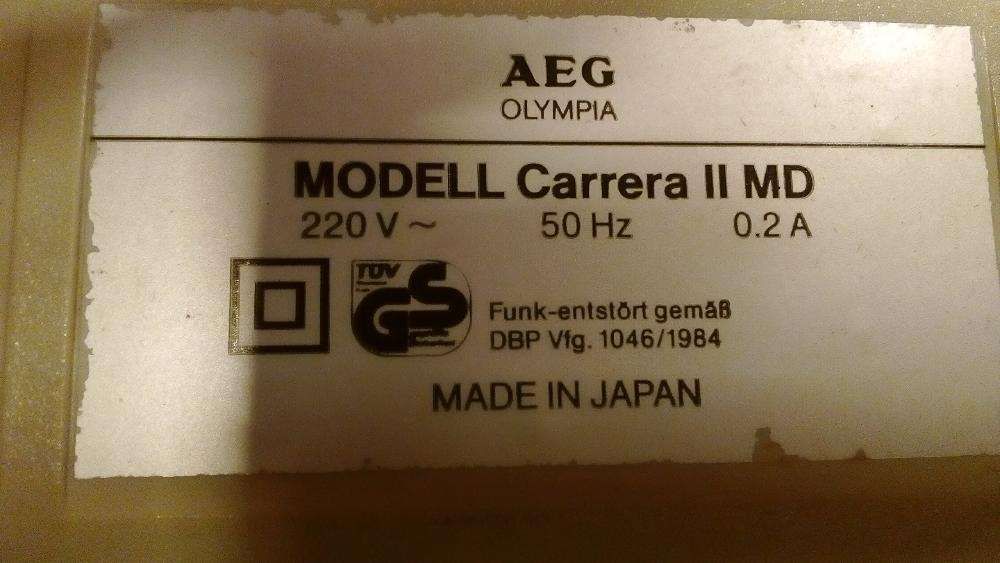 AEG
OLYMPIA
MODELL Carrera II MD
220 V ~ 50 Hz 0.2 A
TÜV
GS
Funk-entstört gemäß
DBP Vfg. 1046/1984
MADE IN JAPAN